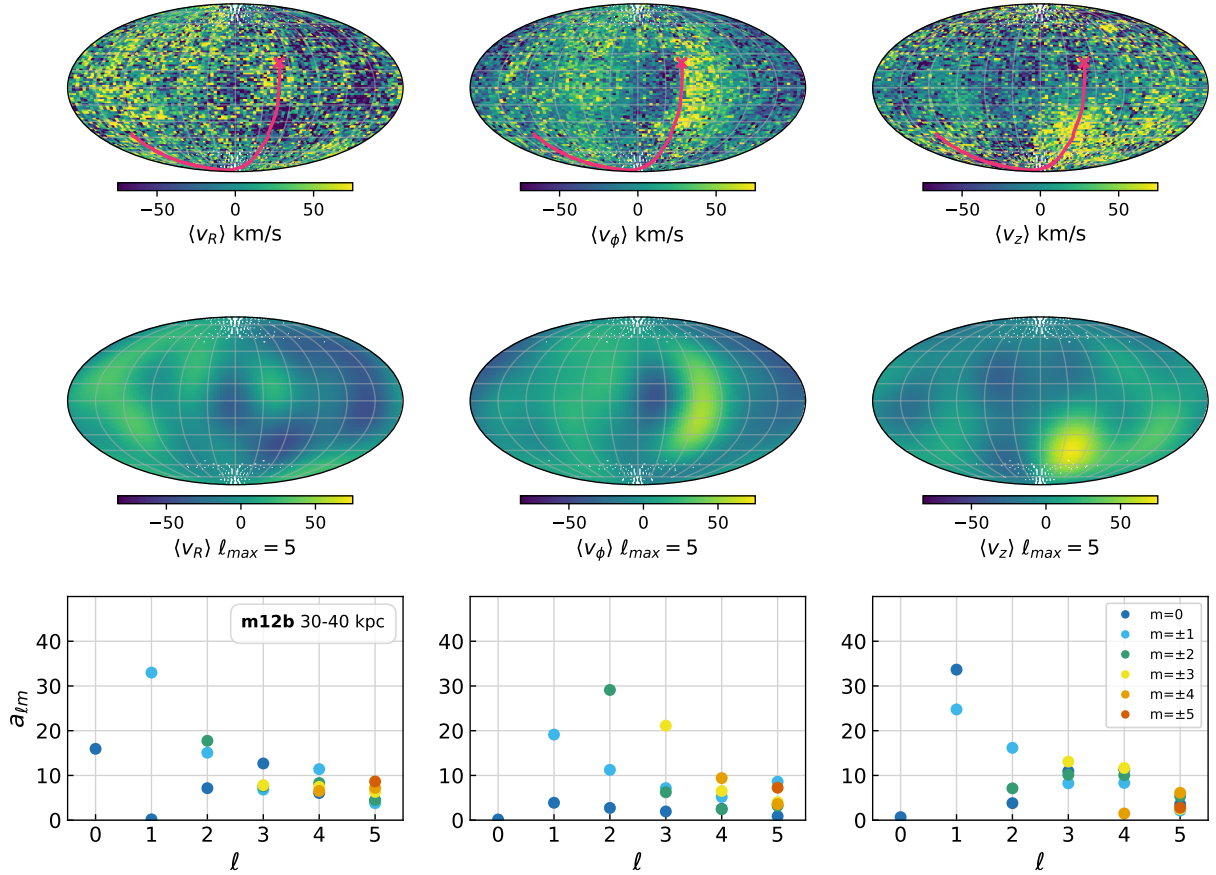 −50 0 50
⟨v_R⟩ km/s
−50 0 50
⟨v_ϕ⟩ km/s
−50 0 50
⟨v_z⟩ km/s
−50 0 50
⟨v_R⟩ ℓ_max = 5
−50 0 50
⟨v_ϕ⟩ ℓ_max = 5
−50 0 50
⟨v_z⟩ ℓ_max = 5
a_ℓm
40
30
20
10
0
m12b 30-40 kpc
0 1 2 3 4 5
ℓ
40
30
20
10
0
0 1 2 3 4 5
ℓ
40
30
20
10
0
m=0
m=±1
m=±2
m=±3
m=±4
m=±5
0 1 2 3 4 5
ℓ